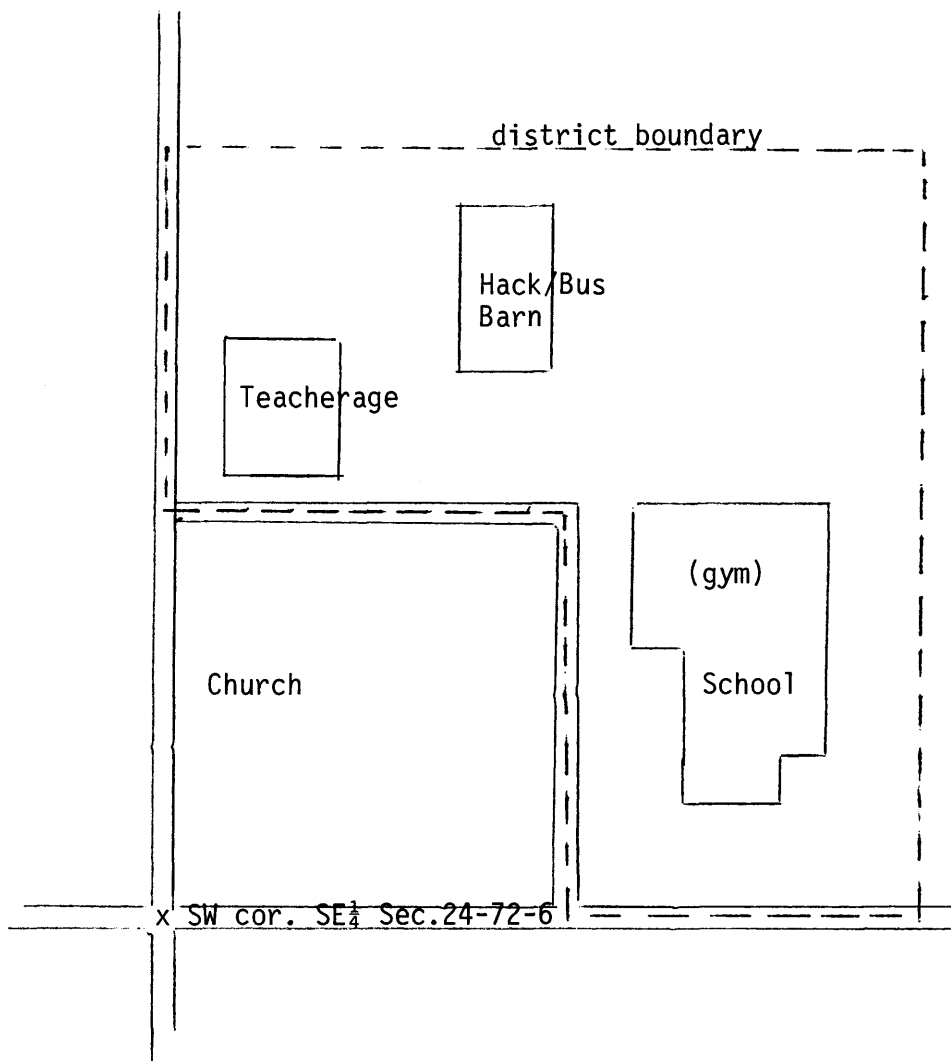 district boundary
Hack/Bus
Barn
Teacherage
(gym)
School
Church
x SW cor. SE¼ Sec.24-72-6